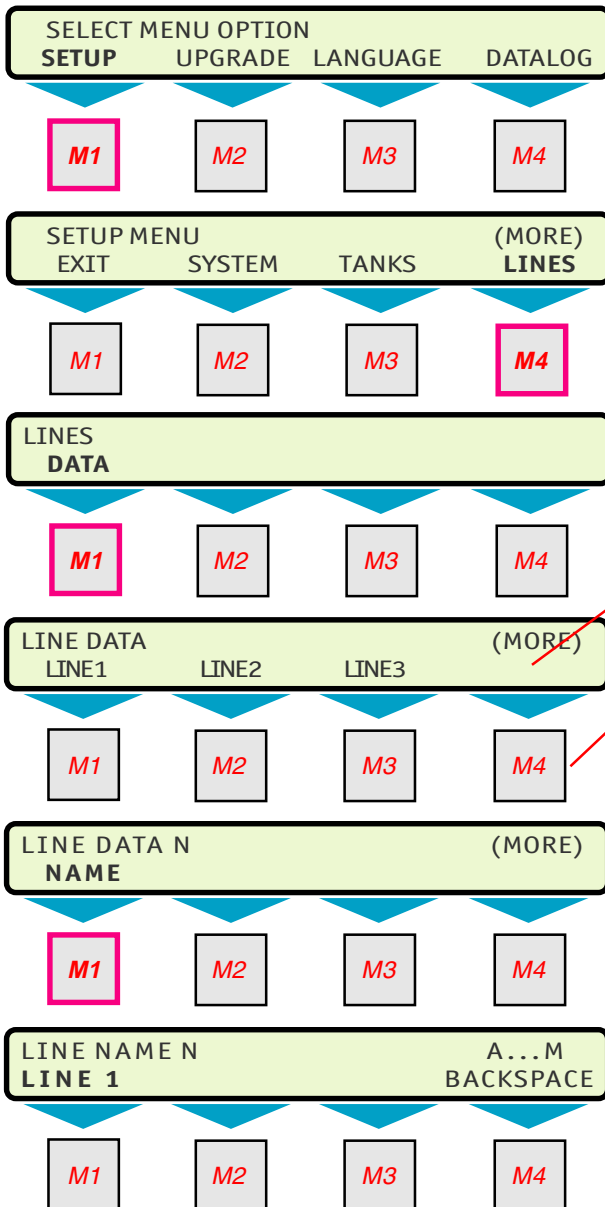 SELECT MENU OPTION
SETUP UPGRADE LANGUAGE DATALOG
M1 M2 M3 M4
SETUP MENU (MORE)
EXIT SYSTEM TANKS LINES
M1 M2 M3 M4
LINES
DATA
M1 M2 M3 M4
LINE DATA (MORE)
LINE1 LINE2 LINE3
M1 M2 M3 M4
LINE DATA N (MORE)
NAME
M1 M2 M3 M4
LINE NAME N A...M
LINE 1 BACKSPACE
M1 M2 M3 M4